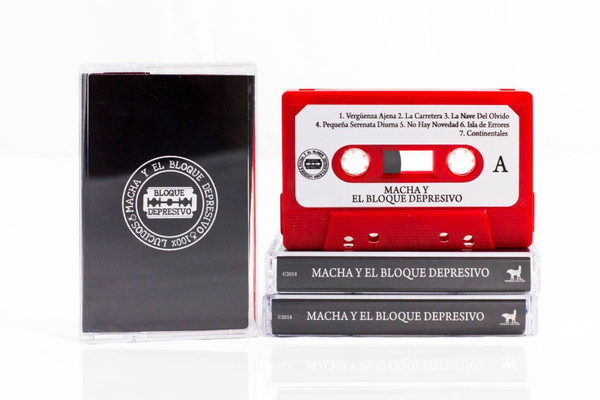 MACHA Y EL BLOQUE DEPRESIVO
100% LUCIDOS
BLOQUE
DEPRESIVO
1. Vergüenza Ajena 2. La Carretera 3. La Nave Del Olvido
4. Pequeña Serenata Diurna 5. No Hay Novedad 6. Isla de Errores
7. Continentales
A
MACHA Y
EL BLOQUE DEPRESIVO
©2018 MACHA Y EL BLOQUE DEPRESIVO
©2018 MACHA Y EL BLOQUE DEPRESIVO